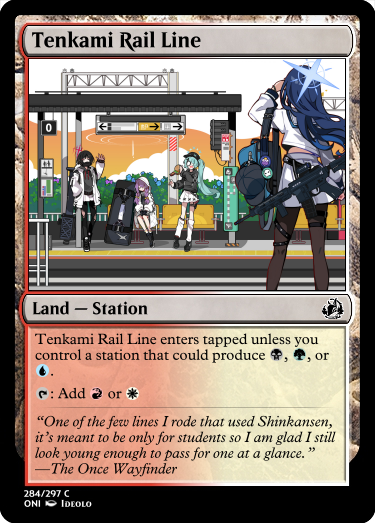 Tenkami Rail Line
0
Land — Station
Tenkami Rail Line enters tapped unless you
control a station that could produce , , or
.
: Add or
“One of the few lines I rode that used Shinkansen,
it's meant to be only for students so I am glad I still
look young enough to pass for one at a glance.”
—The Once Wayfinder
284/297 C
ONI Ideolo